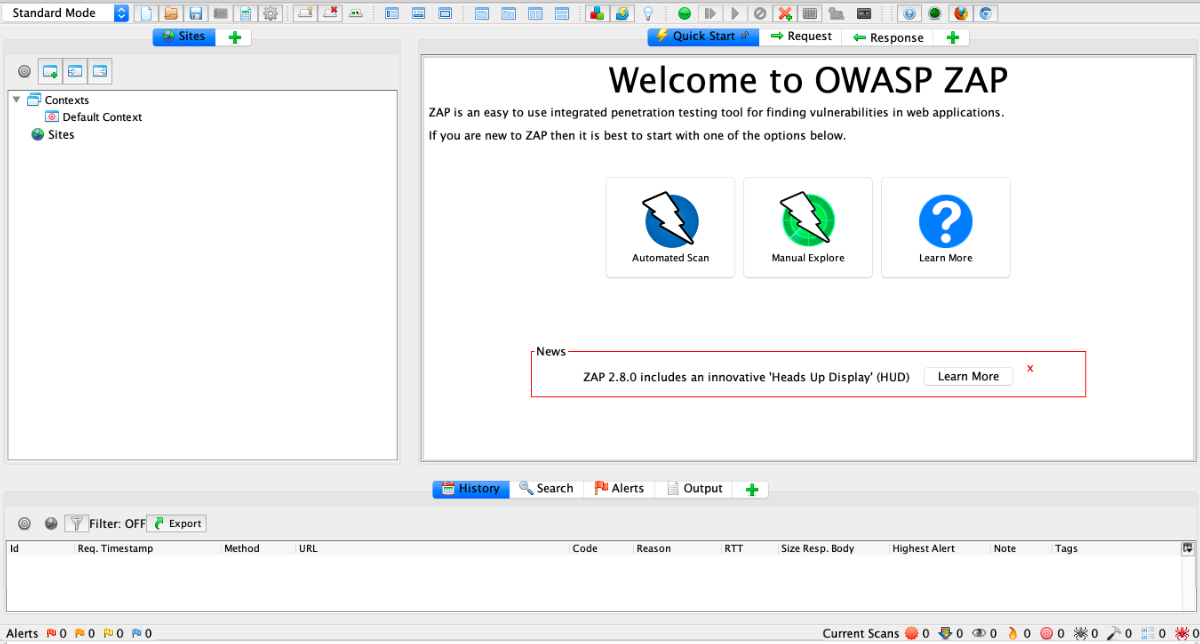 Standard Mode
Sites
Quick Start
Request
Response
Contexts
Default Context
Sites
Welcome to OWASP ZAP
ZAP is an easy to use integrated penetration testing tool for finding vulnerabilities in web applications.
If you are new to ZAP then it is best to start with one of the options below.
Automated Scan
Manual Explore
?
Learn More
News
ZAP 2.8.0 includes an innovative 'Heads Up Display' (HUD)
Learn More
x
History
Search
Alerts
Output
Filter: OFF
Export
Id Req. Timestamp Method URL Code Reason RTT Size Resp. Body Highest Alert Note Tags
Alerts 0 0 0 0 Current Scans 0 0 0 0 0 0 0 0 0